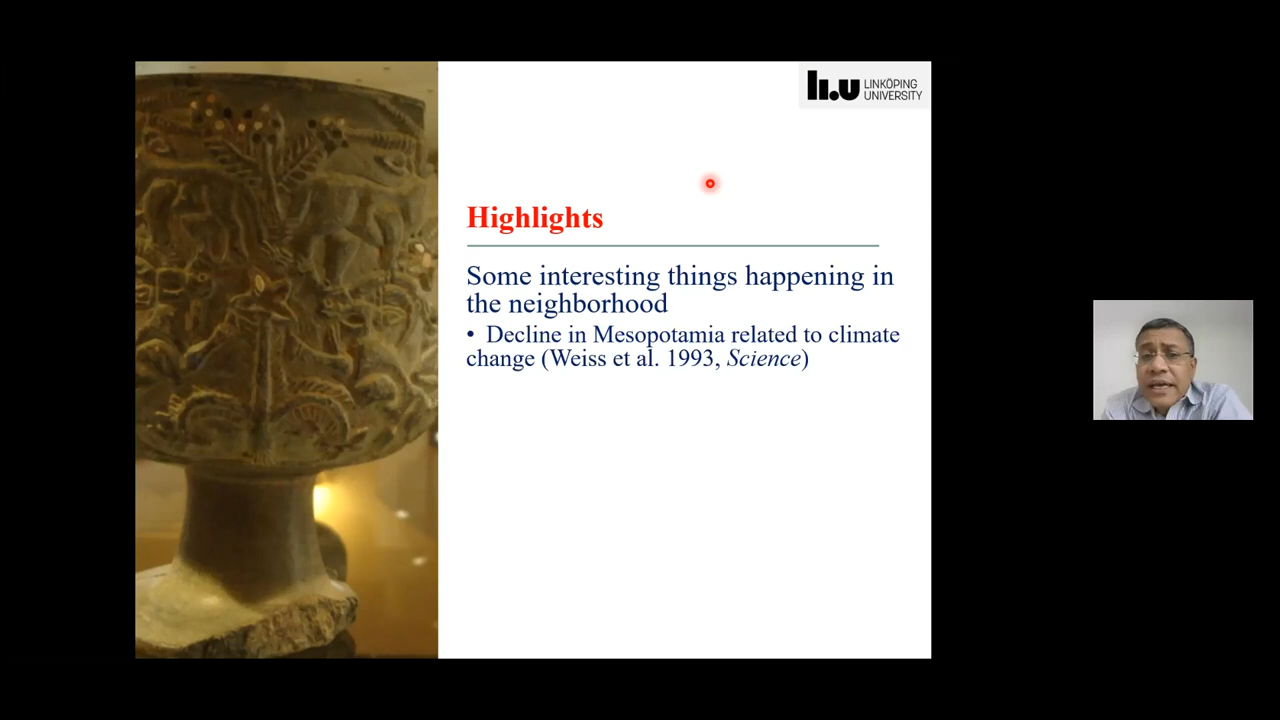 li.u LINKÖPING
UNIVERSITY
Highlights
Some interesting things happening in
the neighborhood
• Decline in Mesopotamia related to climate
change (Weiss et al. 1993, Science)